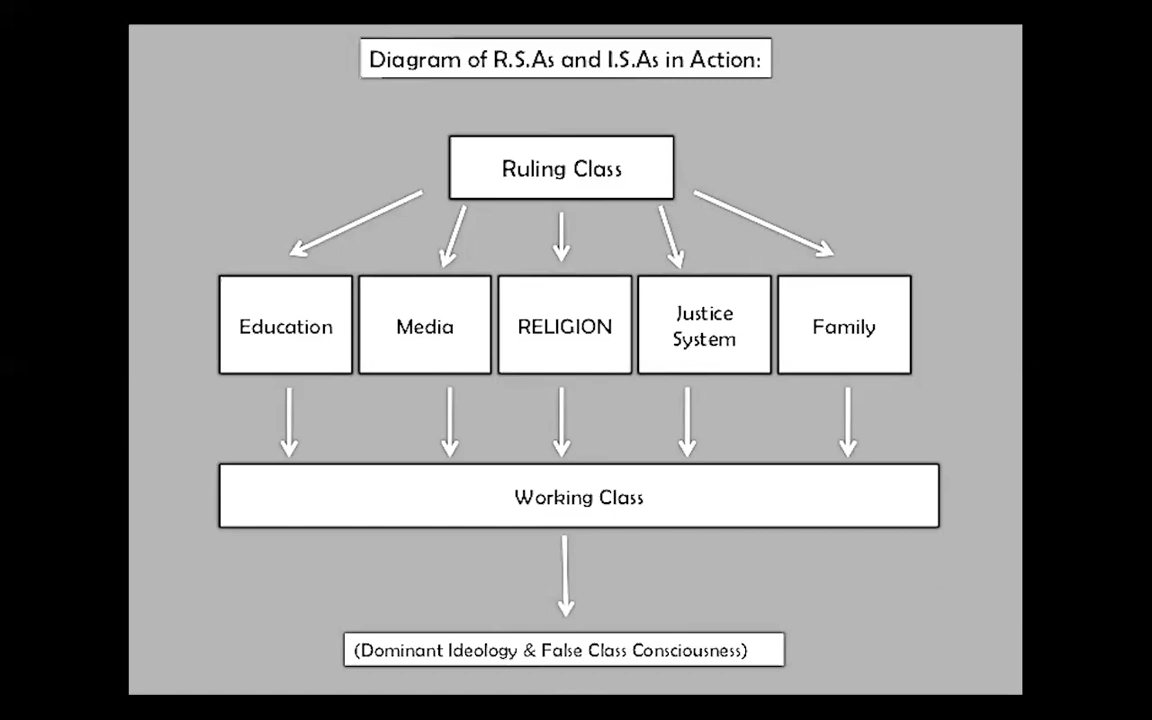 Diagram of R.S.As and I.S.As in Action:
Ruling Class
Education
Media
RELIGION
Justice
System
Family
Working Class
(Dominant Ideology & False Class Consciousness)